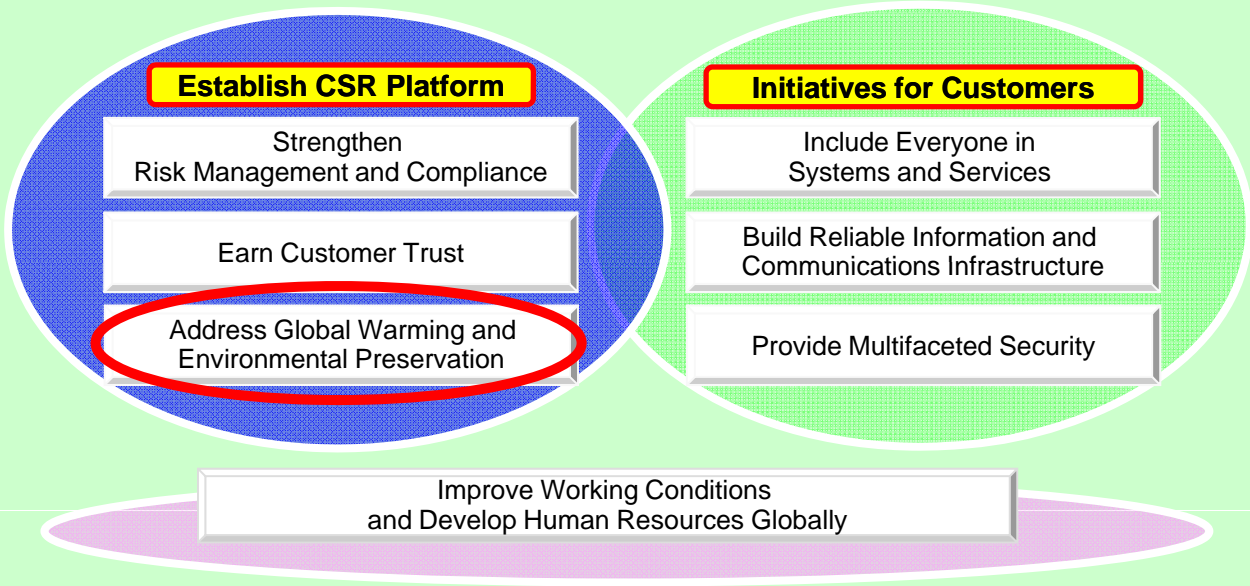 Establish CSR Platform
Strengthen
Risk Management and Compliance
Earn Customer Trust
Address Global Warming and
Environmental Preservation
Initiatives for Customers
Include Everyone in
Systems and Services
Build Reliable Information and
Communications Infrastructure
Provide Multifaceted Security
Improve Working Conditions
and Develop Human Resources Globally